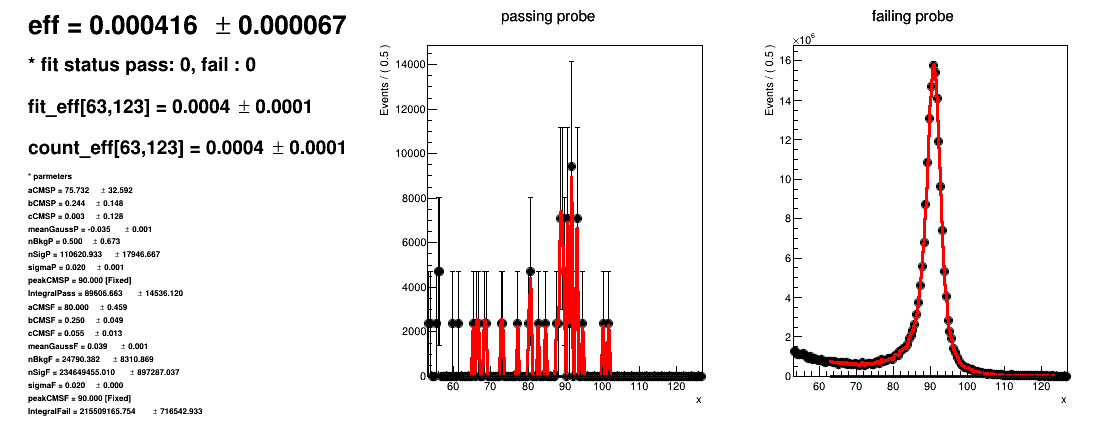 eff = 0.000416 ± 0.000067
* fit status pass: 0, fail : 0
fit_eff[63,123] = 0.0004 ± 0.0001
count_eff[63,123] = 0.0004 ± 0.0001
* parmeters
aCMSP = 75.732 ± 32.592
bCMSP = 0.244 ± 0.148
cCMSP = 0.003 ± 0.128
meanGaussP = -0.035 ± 0.001
nBkgP = 0.500 ± 0.673
nSigP = 110620.933 ± 17946.667
sigmaP = 0.020 ± 0.001
peakCMSP = 90.000 [Fixed]
IntegralPass = 89606.663 ± 14536.120
aCMSF = 80.000 ± 0.459
bCMSF = 0.250 ± 0.049
cCMSF = 0.055 ± 0.013
meanGaussF = 0.039 ± 0.001
nBkgF = 24790.382 ± 8310.869
nSigF = 234649455.010 ± 897287.037
sigmaF = 0.020 ± 0.000
peakCMSF = 90.000 [Fixed]
IntegralFail = 215509165.754 ± 716542.933
passing probe
Events / ( 0.5 )
14000
12000
10000
8000
6000
4000
2000
0
60 70 80 90 100 110 120
x
failing probe
×10⁶
Events / ( 0.5 )
16
14
12
10
8
6
4
2
0
60 70 80 90 100 110 120
x